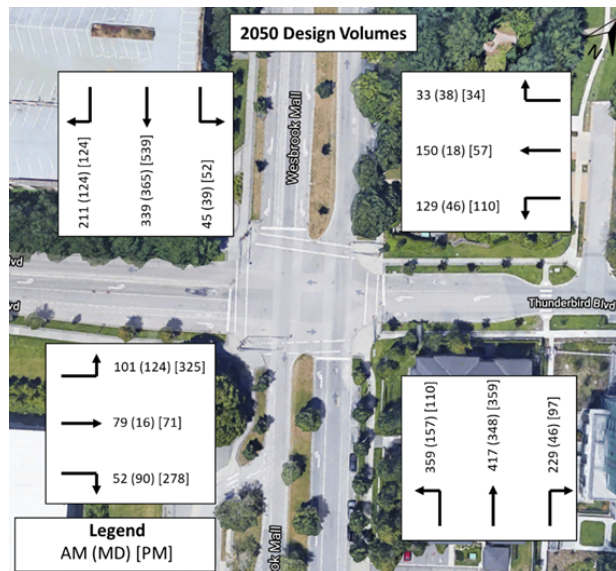 2050 Design Volumes
211 (124) [124]
339 (365) [539]
45 (39) [52]
Wesbrook Mall
33 (38) [34]
150 (18) [57]
129 (46) [110]
Blvd
vd
Thunderbird Blvd
101 (124) [325]
79 (16) [71]
52 (90) [278]
359 (157) [110]
417 (348) [359]
229 (46) [97]
Legend
AM (MD) [PM]
brook Mall